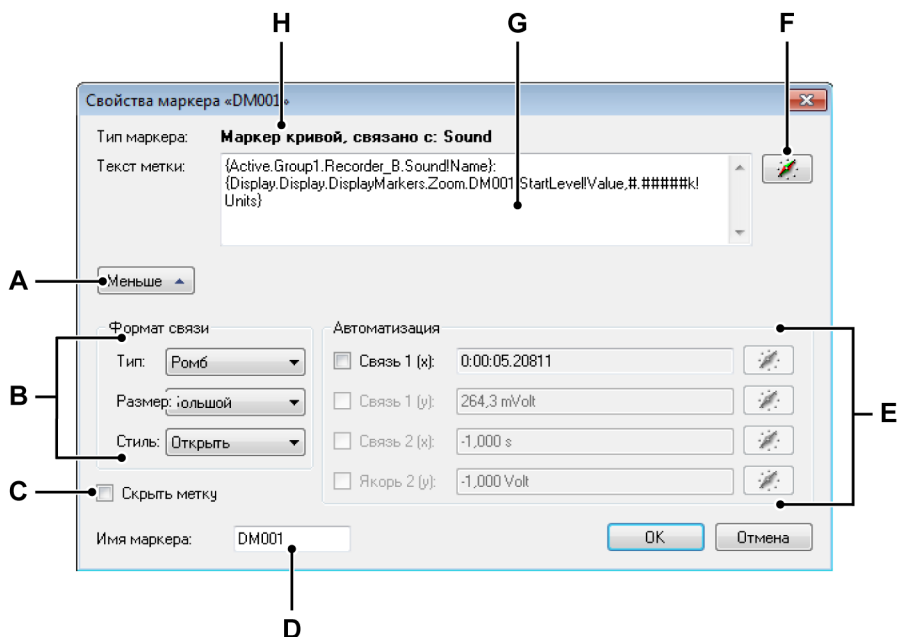 H G F
Свойства маркера «DM001»
Тип маркера: Маркер кривой, связано с: Sound
Текст метки: {Active.Group1.Recorder_B.Sound!Name}:
{Display.Display.DisplayMarkers.Zoom.DM001.StartLevel!Value,#.#####k!
Units}
A Меньше
Формат связи Автоматизация
Тип: Ромб Связь 1 (x): 0:00:05.20811
B Размер: Большой Связь 1 (y): 264,3 mVolt E
Стиль: Открыть Связь 2 (x): -1,000 s
C Скрыть метку Якорь 2 (y): -1,000 Volt
Имя маркера: DM001 OK Отмена
D